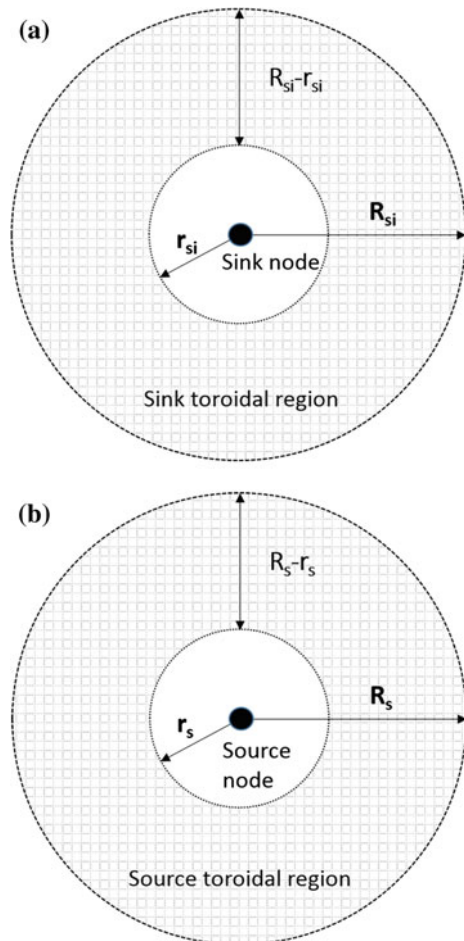 (a)
R_si-r_si
R_si
r_si
Sink node
Sink toroidal region
(b)
R_s-r_s
R_s
r_s
Source
node
Source toroidal region